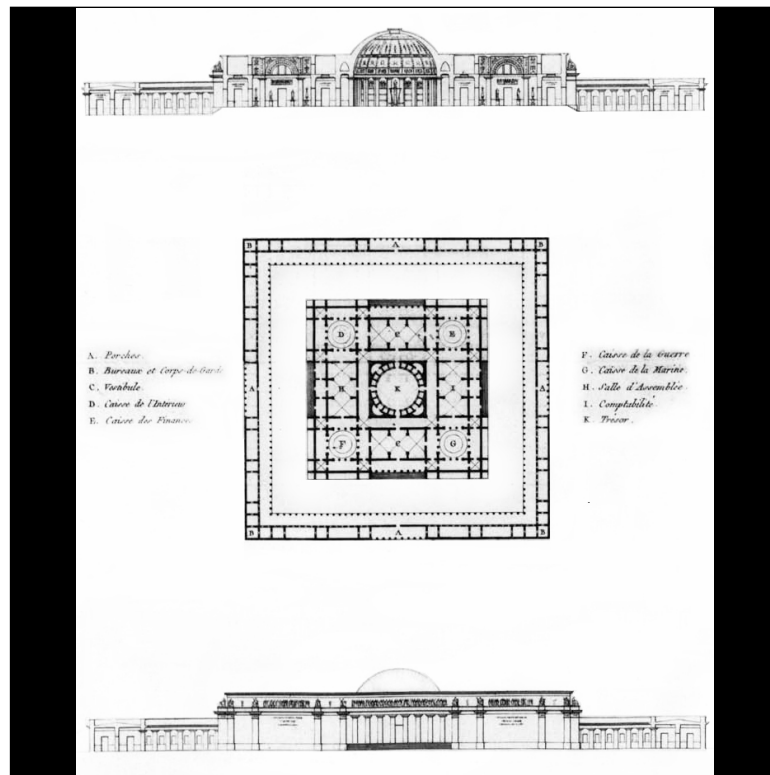 B
A
B
D
C
E
A
H
K
I
A
F
C
G
B
A
B
A. Porches.
B. Bureaux et Corps-de-Garde
C. Vestibule.
D. Caisse de l'Interieur
E. Caisse des Finances.
F. Caisse de la Guerre
G. Caisse de la Marine.
H. Salle d'Assemblée.
I. Comptabilité.
K. Trésor.